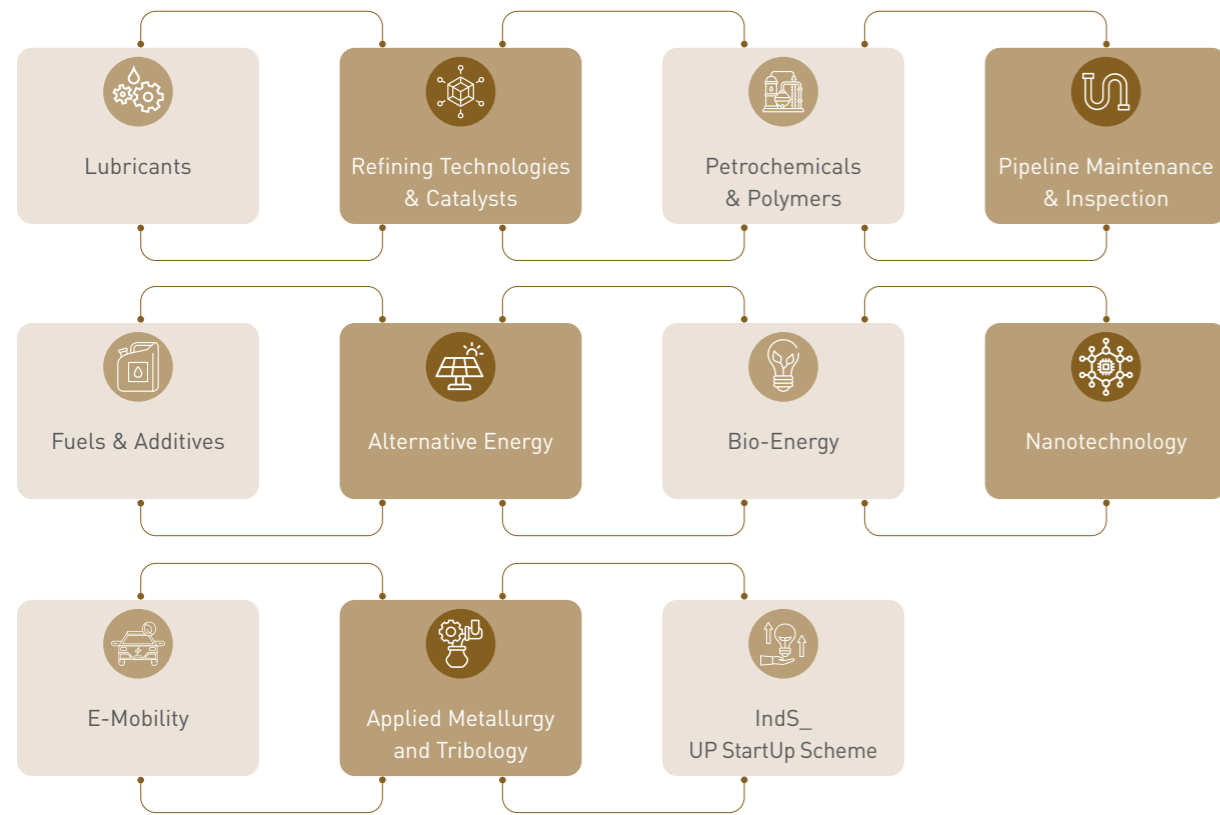 Lubricants
Refining Technologies
& Catalysts
Petrochemicals
& Polymers
Pipeline Maintenance
& Inspection
Fuels & Additives
Alternative Energy
Bio-Energy
Nanotechnology
E-Mobility
Applied Metallurgy
and Tribology
IndS_
UP StartUp Scheme